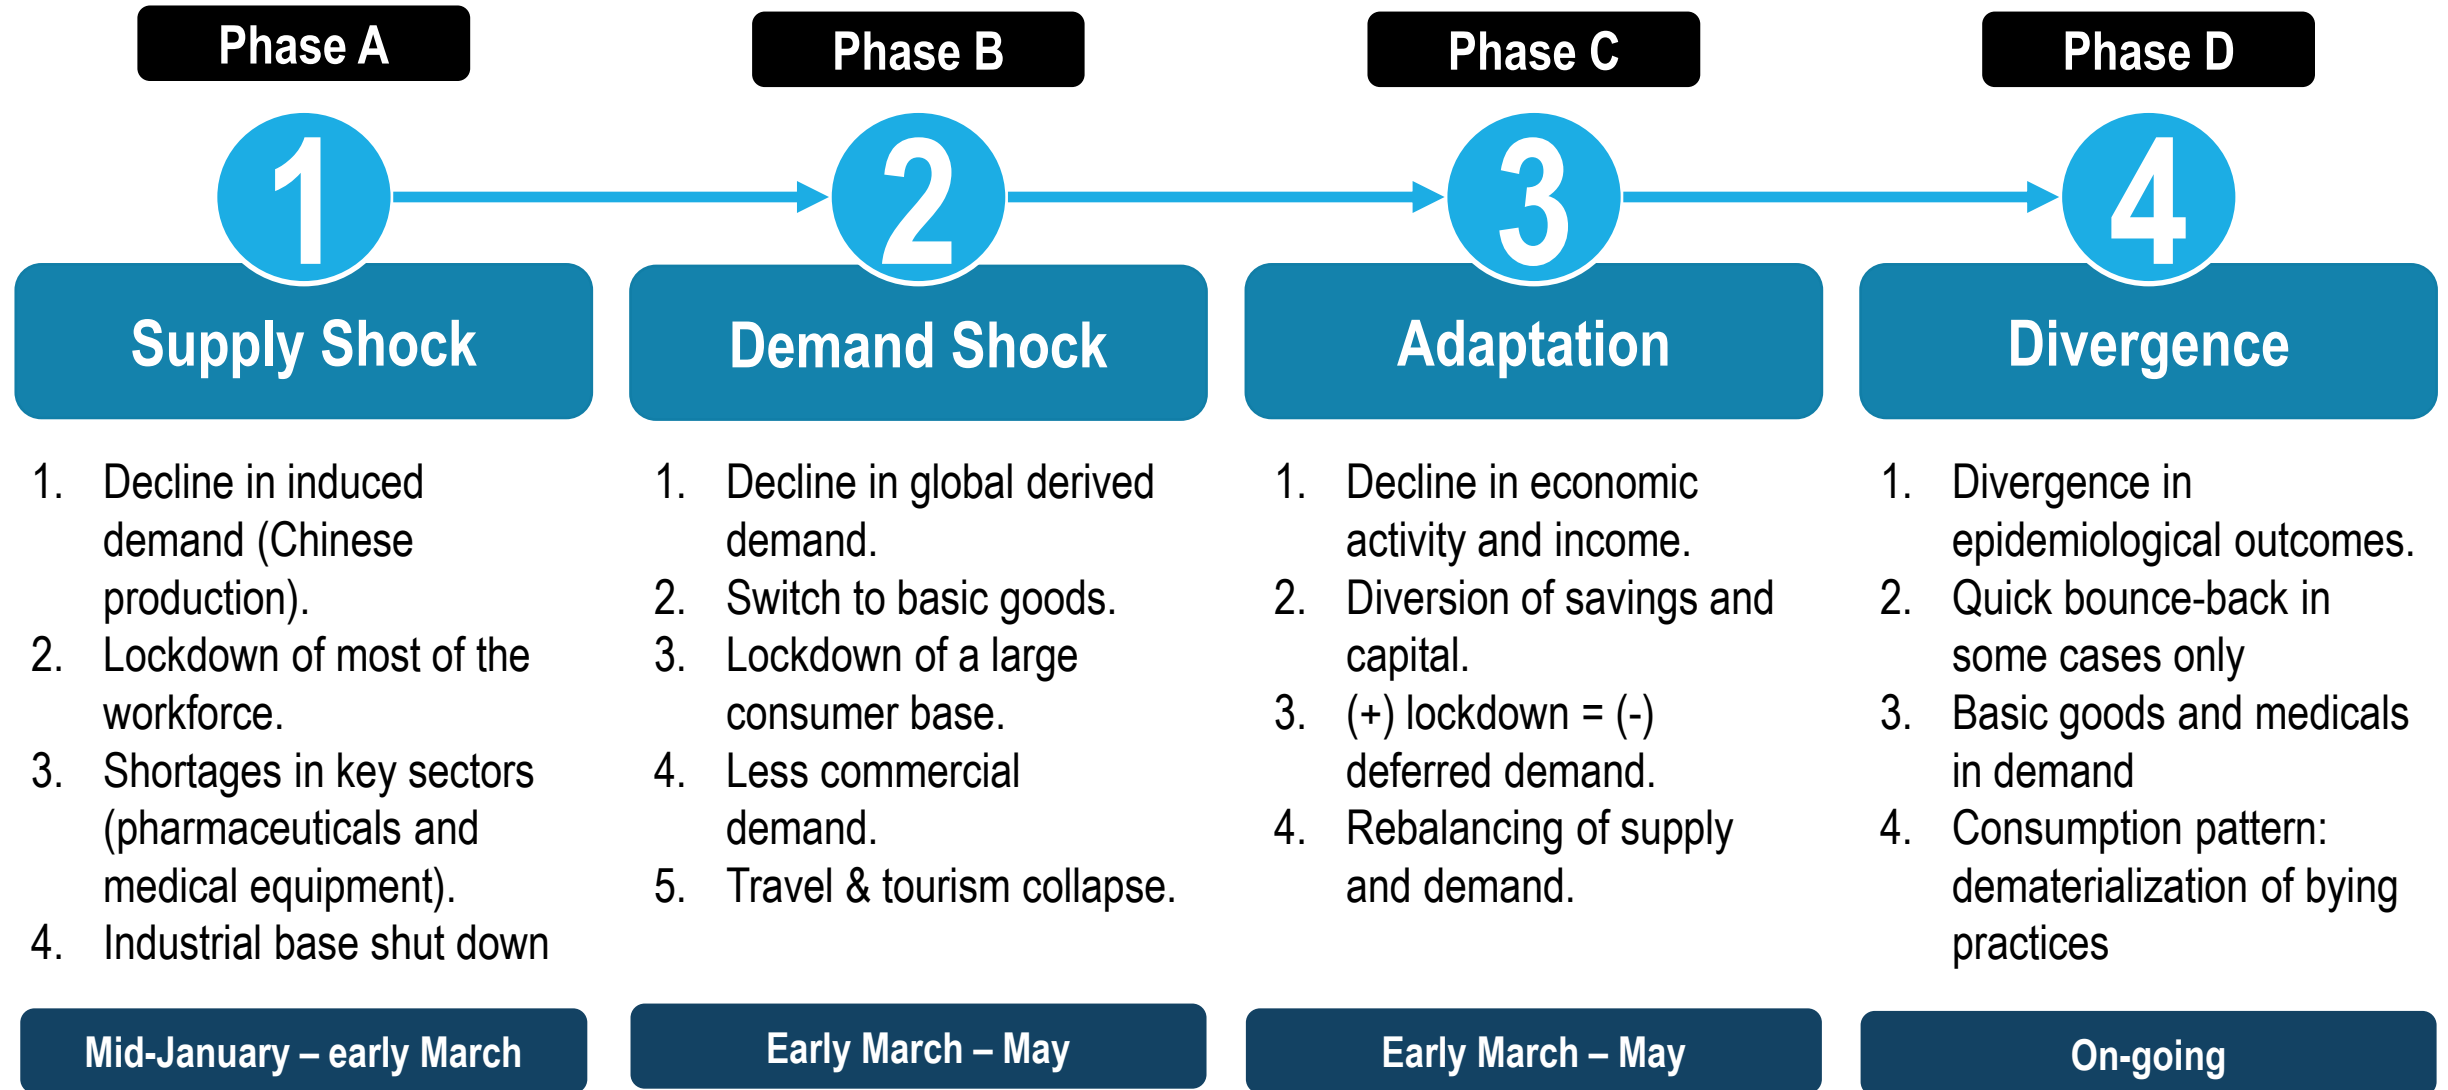 Phase A
1
Supply Shock
1. Decline in induced
demand (Chinese
production).
2. Lockdown of most of the
workforce.
3. Shortages in key sectors
(pharmaceuticals and
medical equipment).
4. Industrial base shut down
Mid-January – early March
Phase B
2
Demand Shock
1. Decline in global derived
demand.
2. Switch to basic goods.
3. Lockdown of a large
consumer base.
4. Less commercial
demand.
5. Travel & tourism collapse.
Early March – May
Phase C
3
Adaptation
1. Decline in economic
activity and income.
2. Diversion of savings and
capital.
3. (+) lockdown = (-)
deferred demand.
4. Rebalancing of supply
and demand.
Early March – May
Phase D
4
Divergence
1. Divergence in
epidemiological outcomes.
2. Quick bounce-back in
some cases only
3. Basic goods and medicals
in demand
4. Consumption pattern:
dematerialization of bying
practices
On-going